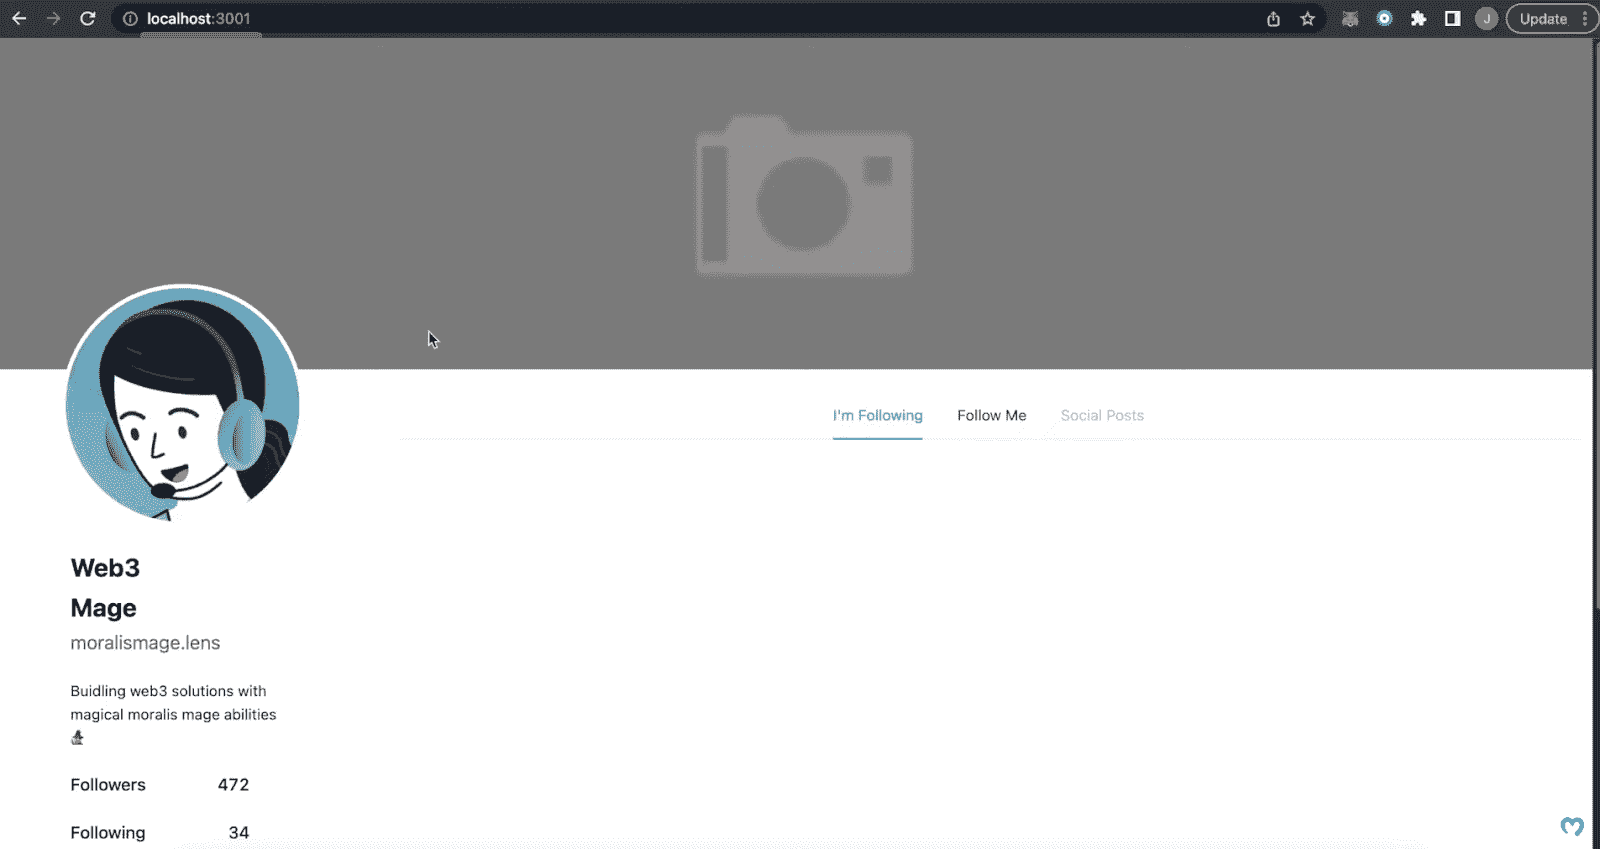 localhost:3001
J
Update
I'm Following
Follow Me
Social Posts
Web3
Mage
moralismage.lens
Buidling web3 solutions with
magical moralis mage abilities
Followers 472
Following 34